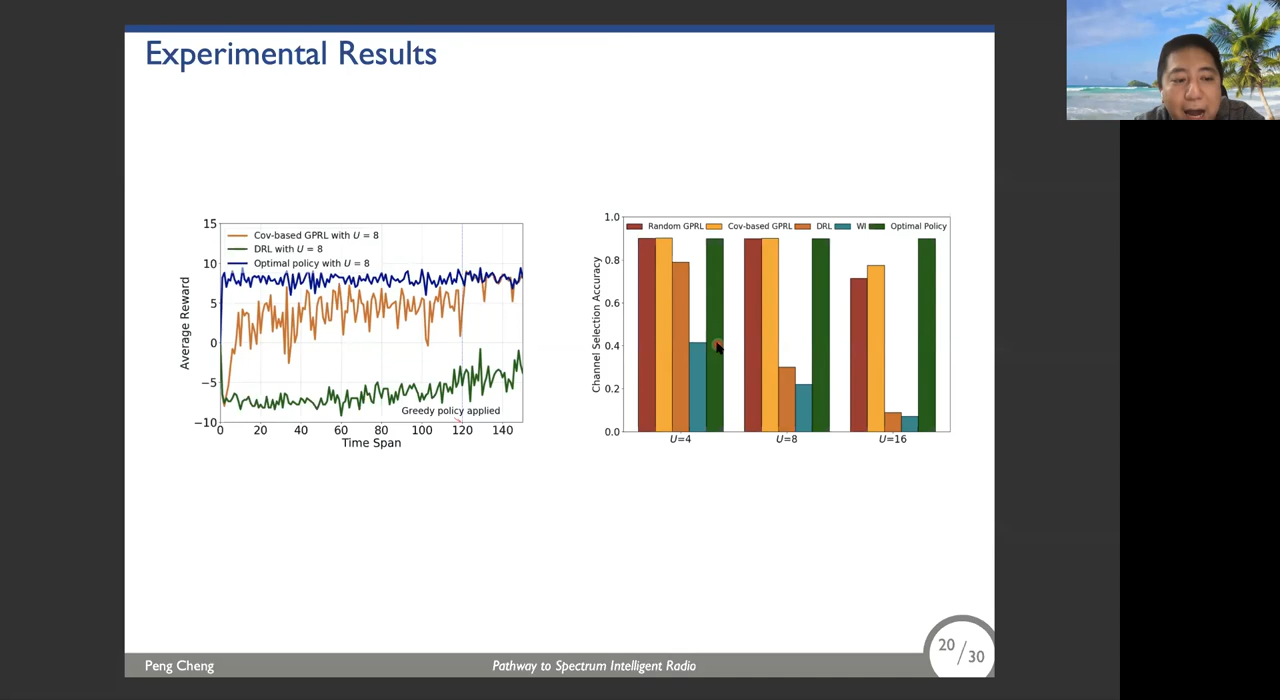 Experimental Results
15
10
5
0
−5
−10
Average Reward
Cov-based GPRL with U = 8
DRL with U = 8
Optimal policy with U = 8
Greedy policy applied
0 20 40 60 80 100 120 140
Time Span
1.0
0.8
0.6
0.4
0.2
0.0
Channel Selection Accuracy
Random GPRL Cov-based GPRL DRL WI Optimal Policy
U=4 U=8 U=16
Peng Cheng
Pathway to Spectrum Intelligent Radio
20/30